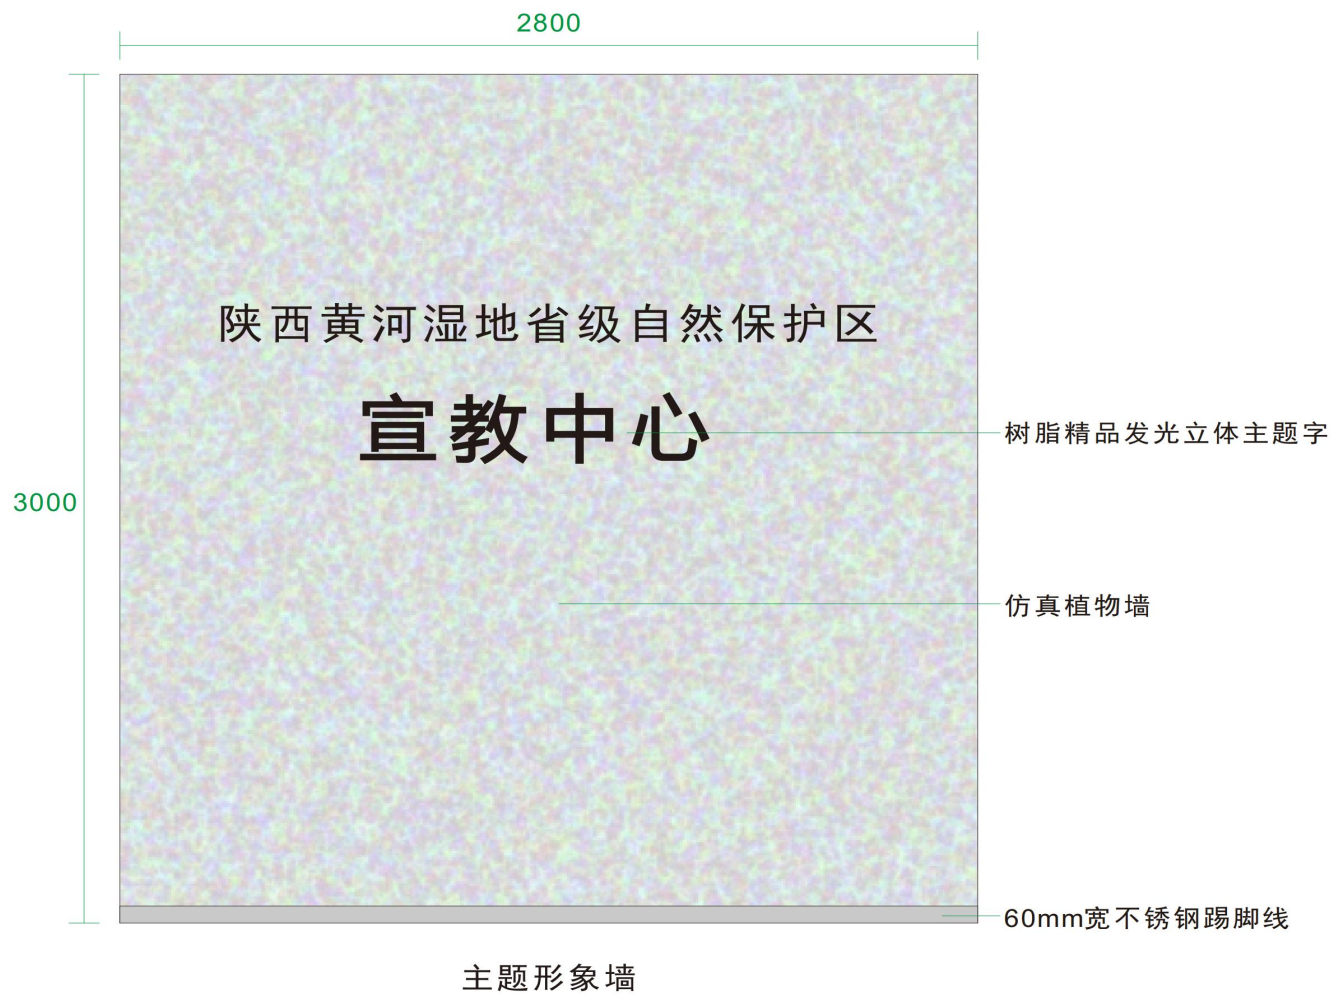 2800
陕西黄河湿地省级自然保护区
宣教中心
树脂精品发光立体主题字
3000
仿真植物墙
60mm宽不锈钢踢脚线
主题形象墙